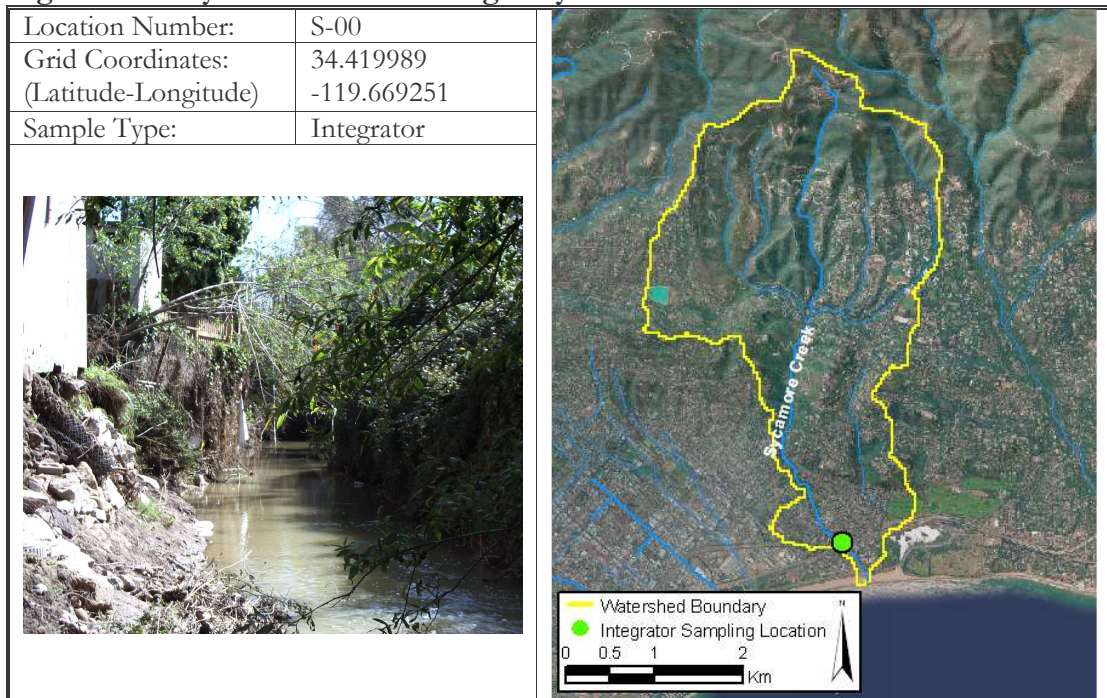 Location Number: S-00
Grid Coordinates: 34.419989
(Latitude-Longitude) -119.669251
Sample Type: Integrator
Sycamore Creek
Watershed Boundary
Integrator Sampling Location
N
0 0.5 1 2
Km